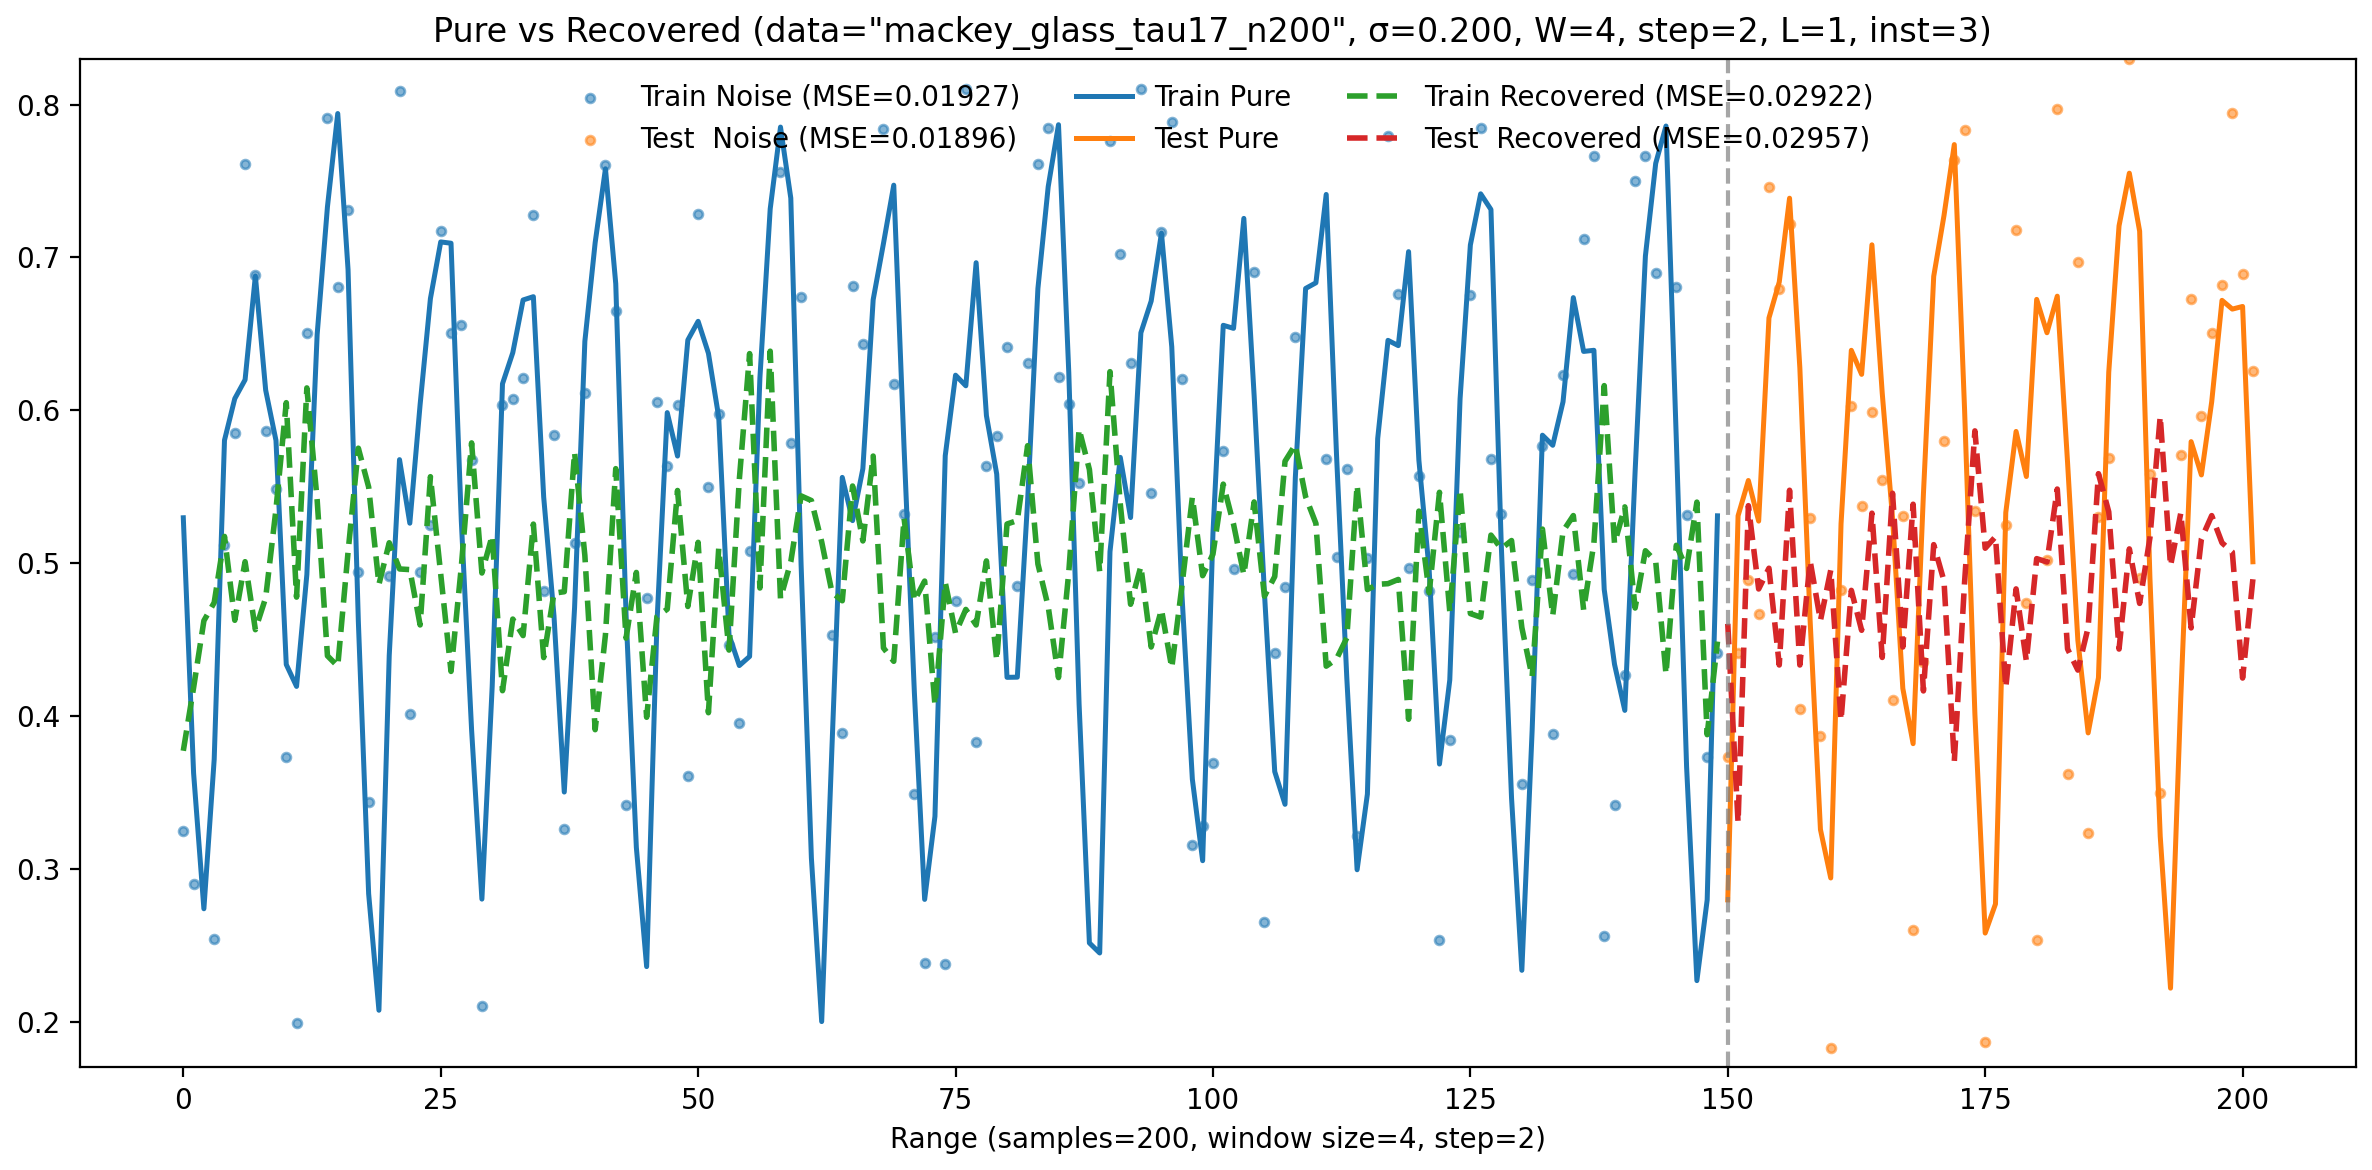 Pure vs Recovered (data="mackey_glass_tau17_n200", σ=0.200, W=4, step=2, L=1, inst=3)
Train Noise (MSE=0.01927)
Test  Noise (MSE=0.01896)
Train Pure
Test Pure
Train Recovered (MSE=0.02922)
Test  Recovered (MSE=0.02957)
0.8
0.7
0.6
0.5
0.4
0.3
0.2
0 25 50 75 100 125 150 175 200
Range (samples=200, window size=4, step=2)